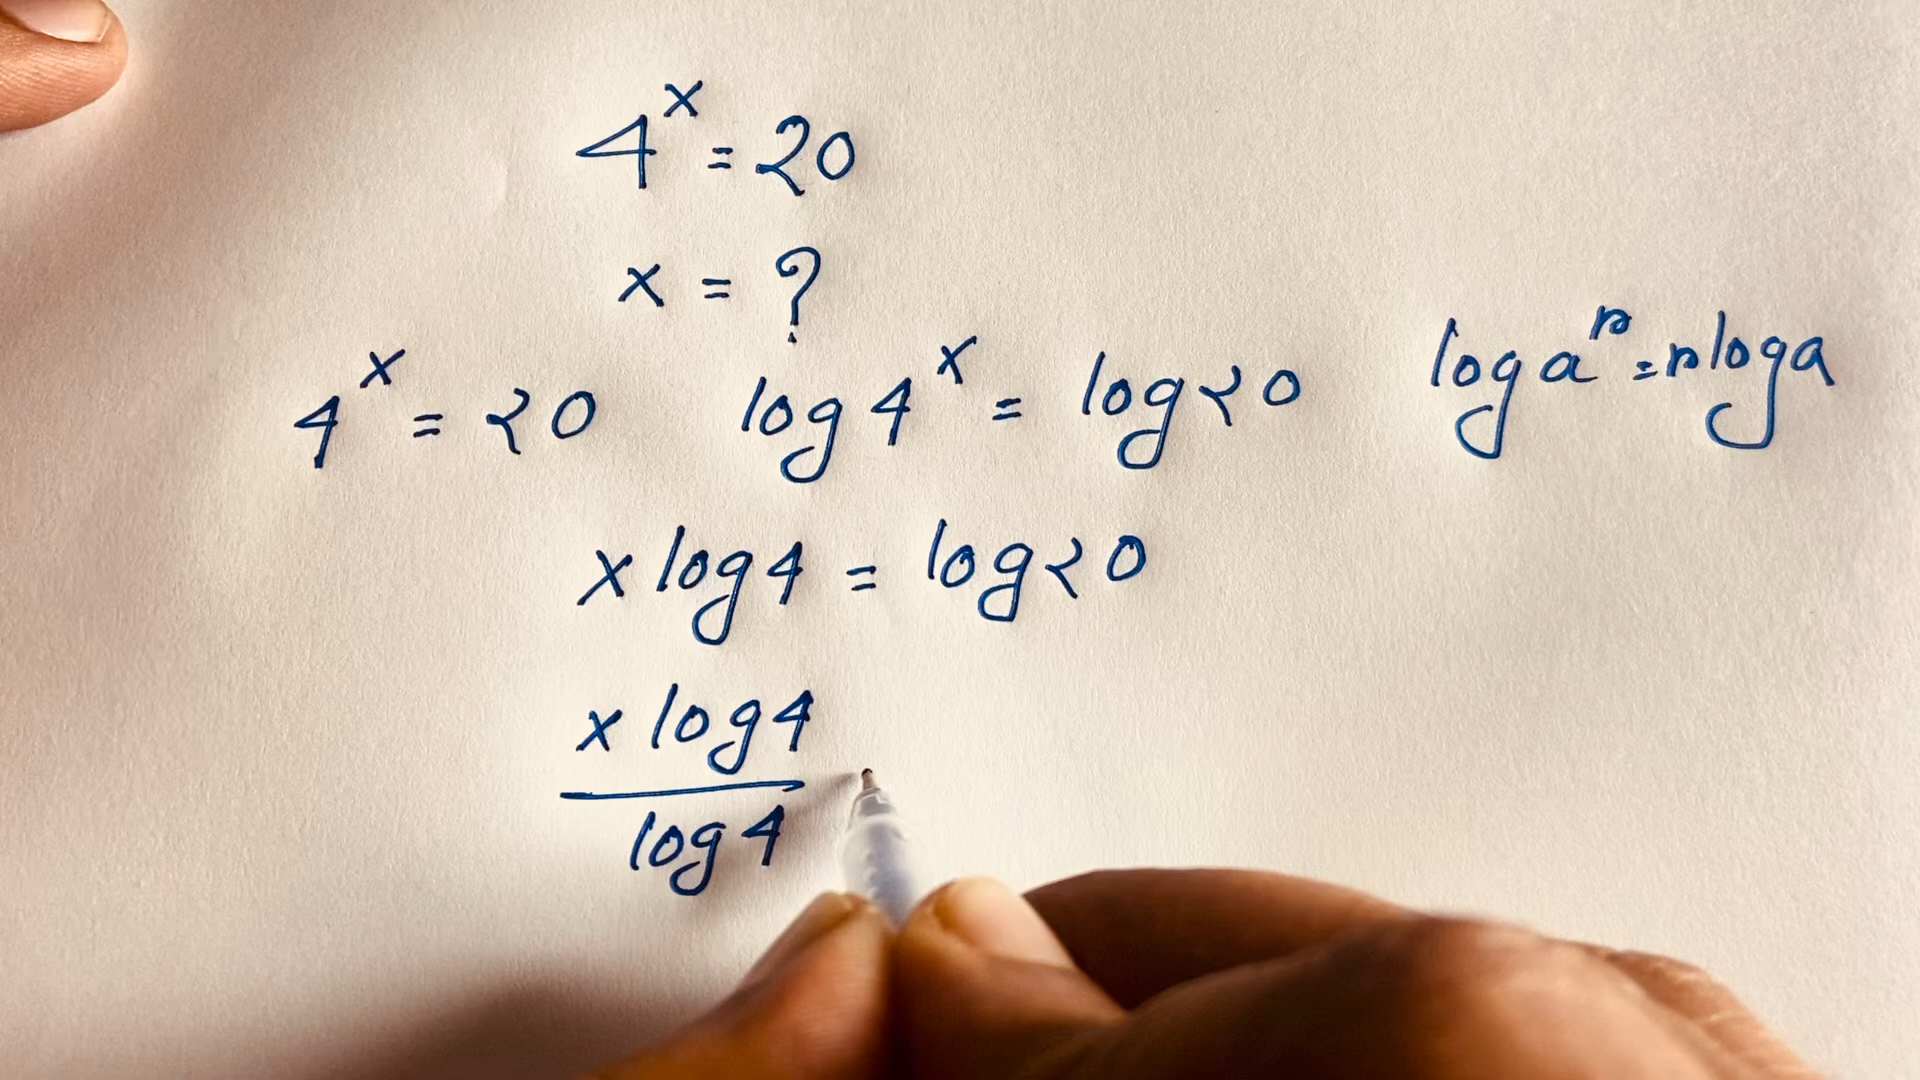 4^x = 20
x = ?
4^x = 20 log 4^x = log 20 log a^n = n log a
x log 4 = log 20
x log 4
log 4